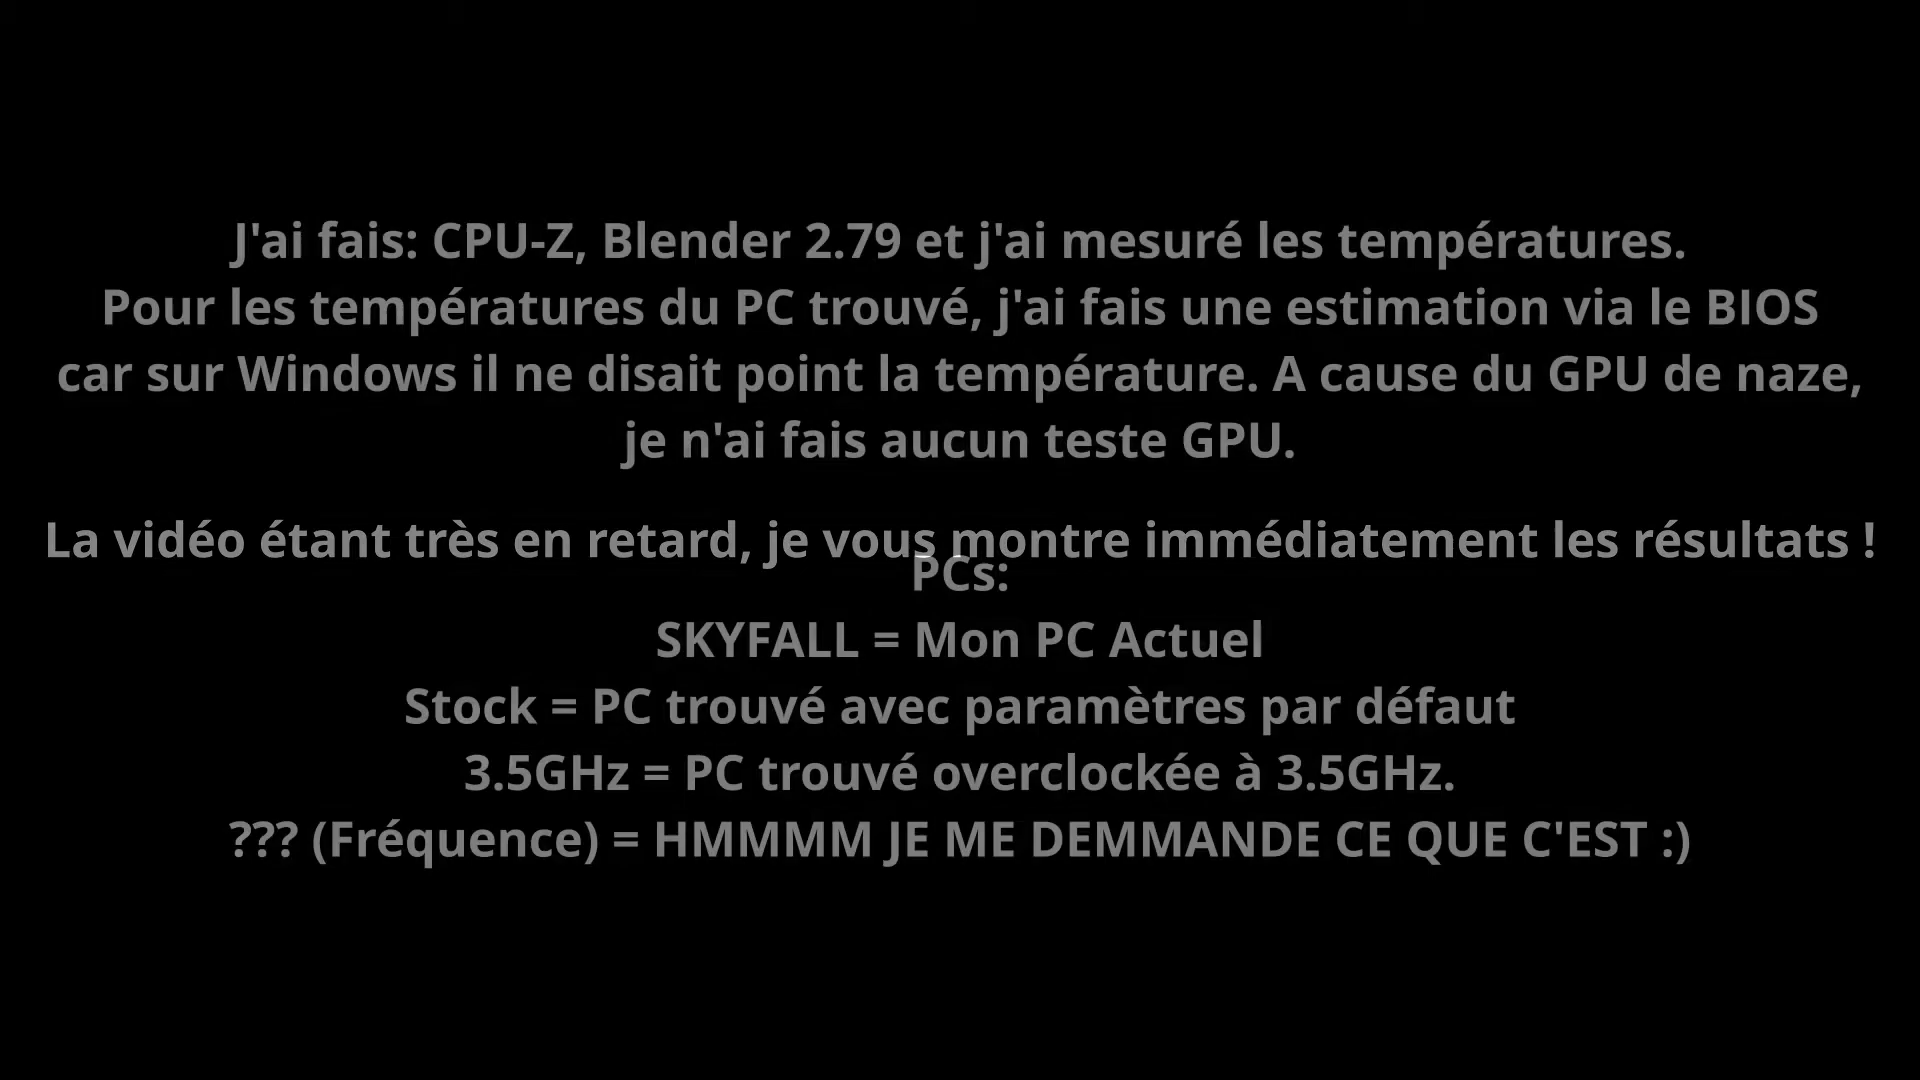 J'ai fais: CPU-Z, Blender 2.79 et j'ai mesuré les températures.
Pour les températures du PC trouvé, j'ai fais une estimation via le BIOS
car sur Windows il ne disait point la température. A cause du GPU de naze,
je n'ai fais aucun teste GPU.
La vidéo étant très en retard, je vous montre immédiatement les résultats !
PCs:
SKYFALL = Mon PC Actuel
Stock = PC trouvé avec paramètres par défaut
3.5GHz = PC trouvé overclockée à 3.5GHz.
??? (Fréquence) = HMMMM JE ME DEMMANDE CE QUE C'EST :)